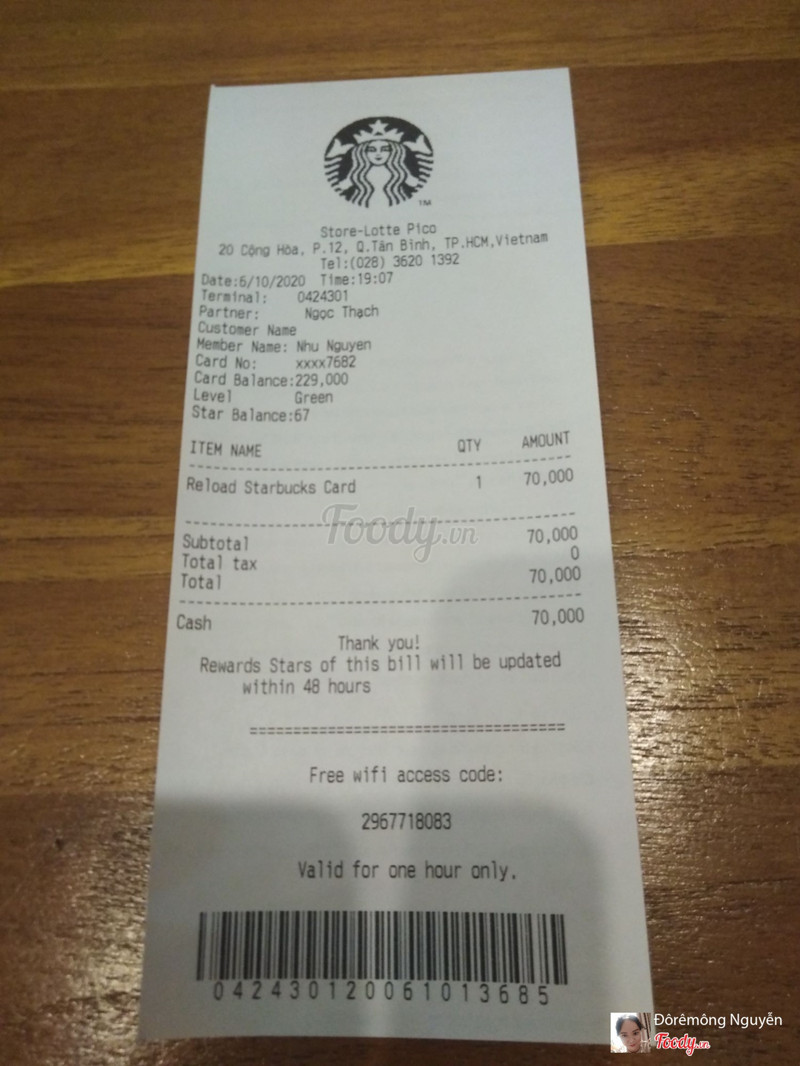 TM
Store-Lotte Pico
20 Cộng Hòa, P.12, Q.Tân Bình, TP.HCM,Vietnam
Tel:(028) 3620 1392
Date:6/10/2020 Time:19:07
Terminal: 0424301
Partner: Ngọc Thạch
Customer Name
Member Name: Nhu Nguyen
Card No: xxxx7682
Card Balance:229,000
Level Green
Star Balance:67
ITEM NAME QTY AMOUNT
Reload Starbucks Card 1 70,000
Foody.vn
Subtotal 70,000
Total tax 0
Total 70,000
Cash 70,000
Thank you!
Rewards Stars of this bill will be updated
within 48 hours
Free wifi access code:
2967718083
Valid for one hour only.
042430120061013685
Đôrêmông Nguyễn
Foody.vn